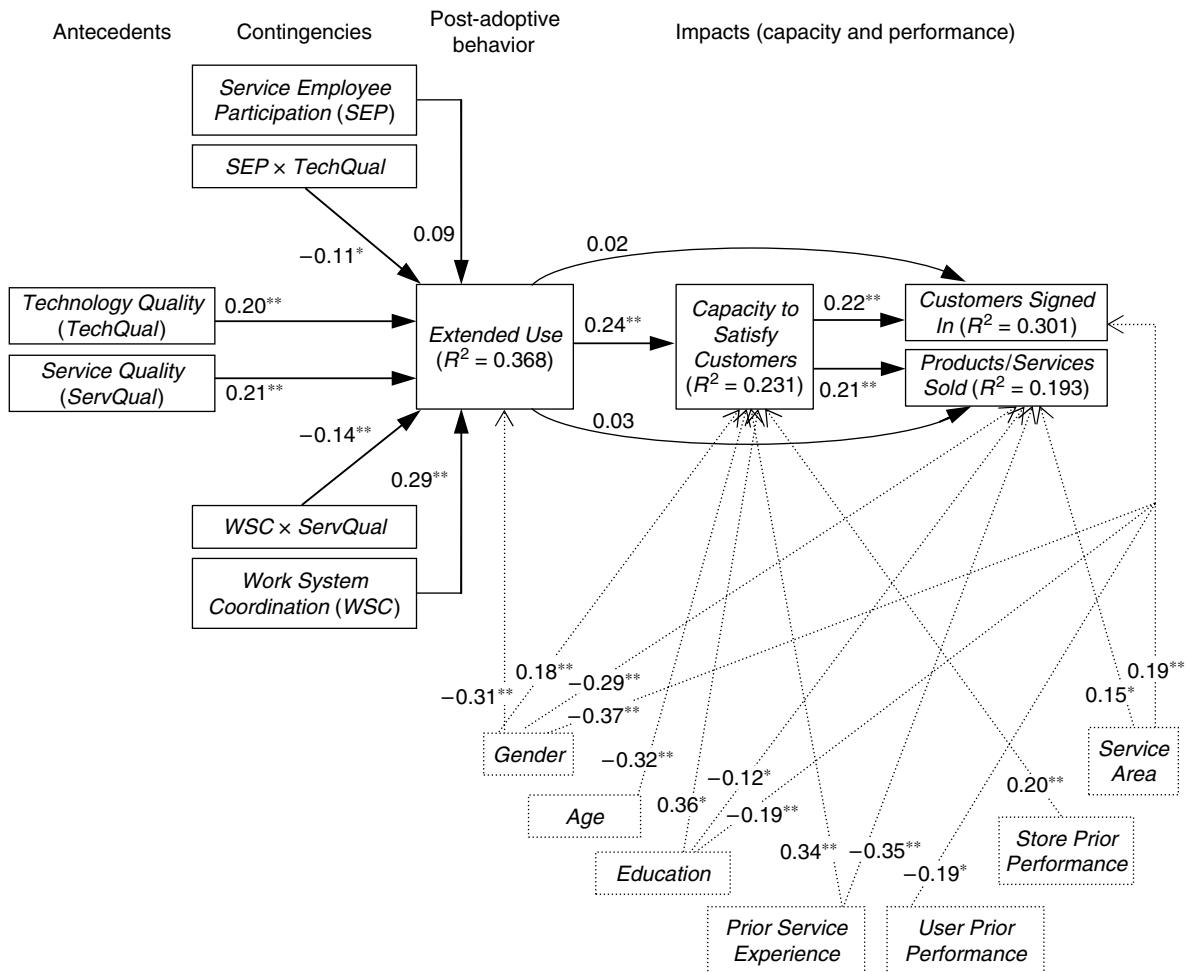 Antecedents
Contingencies
Post-adoptive
behavior
Impacts (capacity and performance)
Service Employee
Participation (SEP)
SEP × TechQual
0.09
−0.11*
0.02
Technology Quality
(TechQual)
0.20**
Service Quality
(ServQual)
0.21**
Extended Use
(R² = 0.368)
0.24**
Capacity to
Satisfy
Customers
(R² = 0.231)
0.22**
0.21**
Customers Signed
In (R² = 0.301)
Products/Services
Sold (R² = 0.193)
0.03
−0.14**
0.29**
WSC × ServQual
Work System
Coordination (WSC)
−0.31**
0.18**
−0.29**
−0.37**
Gender
−0.32**
Age
0.36*
−0.12*
−0.19**
Education
0.34**
−0.35**
Prior Service
Experience
−0.19*
User Prior
Performance
0.20**
Store Prior
Performance
0.15*
0.19**
Service
Area